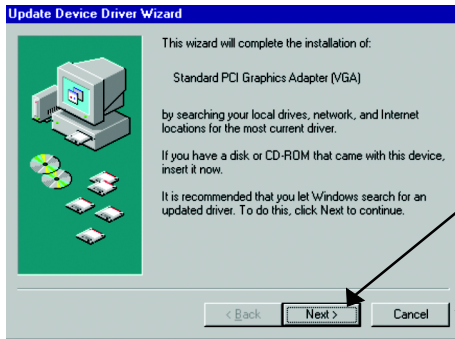 Update Device Driver Wizard
This wizard will complete the installation of:
Standard PCI Graphics Adapter (VGA)
by searching your local drives, network, and Internet
locations for the most current driver.
If you have a disk or CD-ROM that came with this device,
insert it now.
It is recommended that you let Windows search for an
updated driver. To do this, click Next to continue.
< Back
Next >
Cancel